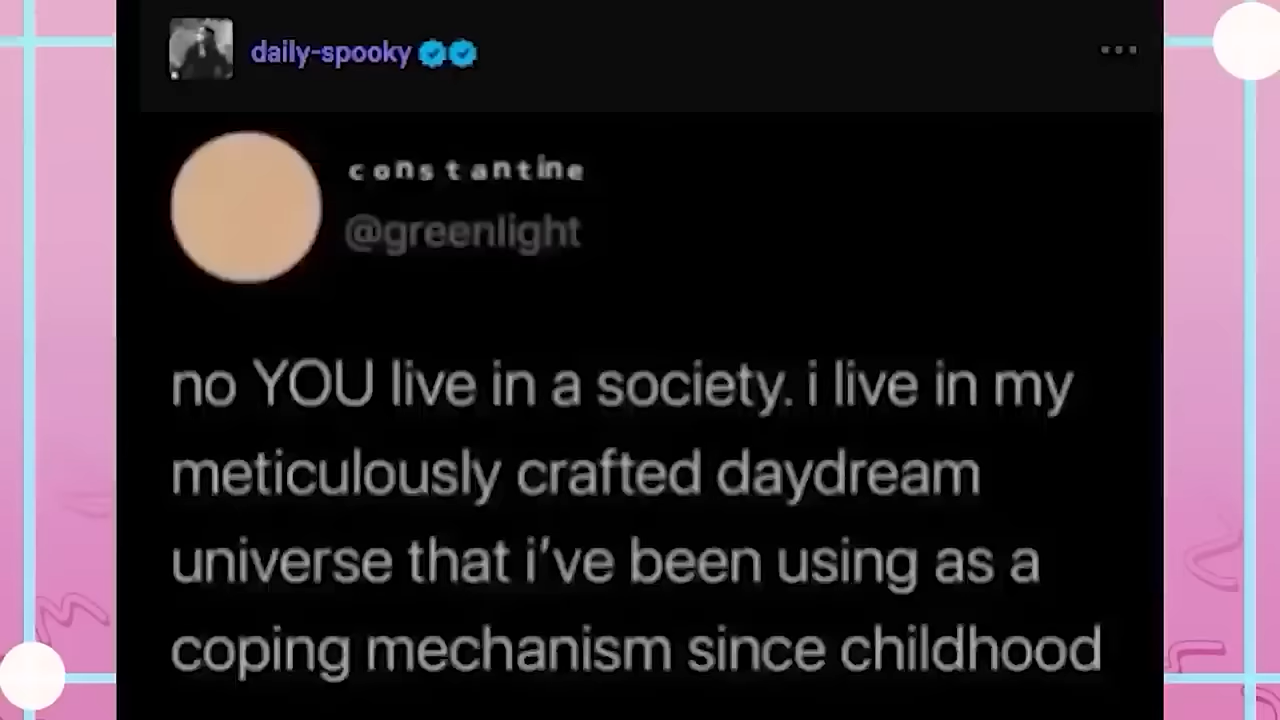 daily-spooky
constantine
@greenlight
no YOU live in a society. i live in my
meticulously crafted daydream
universe that i've been using as a
coping mechanism since childhood